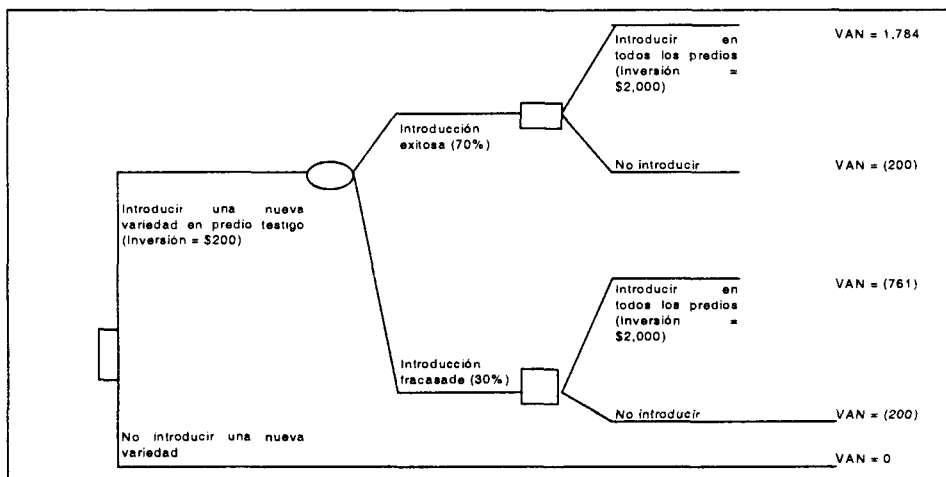 Introducir en
todos los predios
(Inversión =
$2,000)
VAN = 1,784
Introducción
exitosa (70%)
No introducir
VAN = (200)
Introducir una nueva
variedad en predio testigo
(Inversión = $200)
Introducir en
todos los predios
(Inversión =
$2,000)
VAN = (761)
Introducción
fracasade (30%)
No introducir
VAN = (200)
No introducir una nueva
variedad
VAN = 0